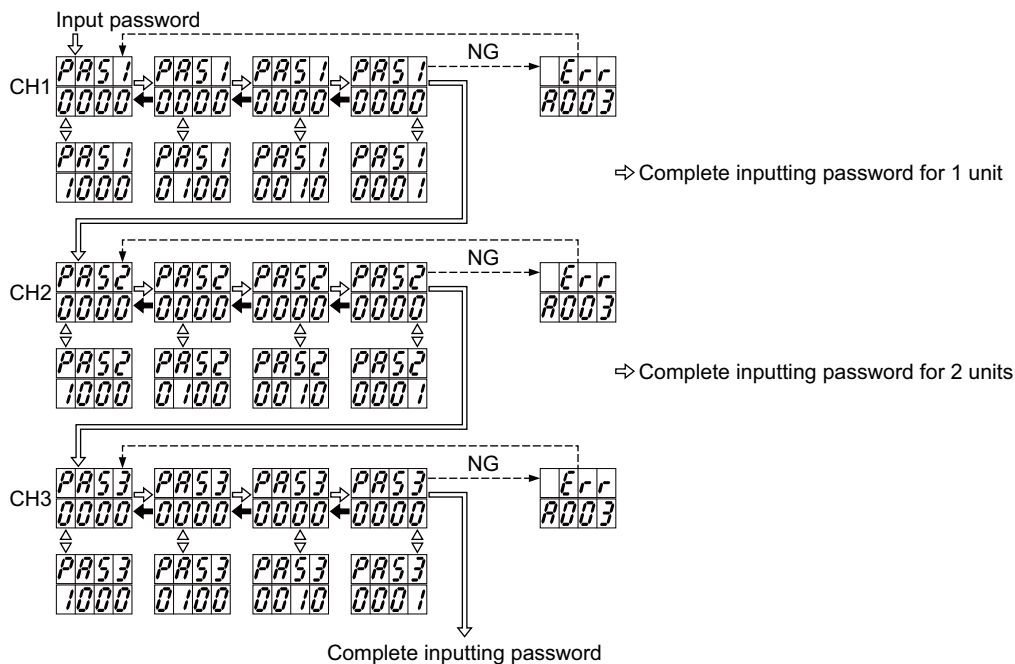 Input password
NG
PAS1 PAS1 PAS1 PAS1 Err
CH1
0000 0000 0000 0000 A003
PAS1 PAS1 PAS1 PAS1
1000 0100 0010 0001
Complete inputting password for 1 unit
NG
PAS2 PAS2 PAS2 PAS2 Err
CH2
0000 0000 0000 0000 A003
PAS2 PAS2 PAS2 PAS2
1000 0100 0010 0001
Complete inputting password for 2 units
NG
PAS3 PAS3 PAS3 PAS3 Err
CH3
0000 0000 0000 0000 A003
PAS3 PAS3 PAS3 PAS3
1000 0100 0010 0001
Complete inputting password